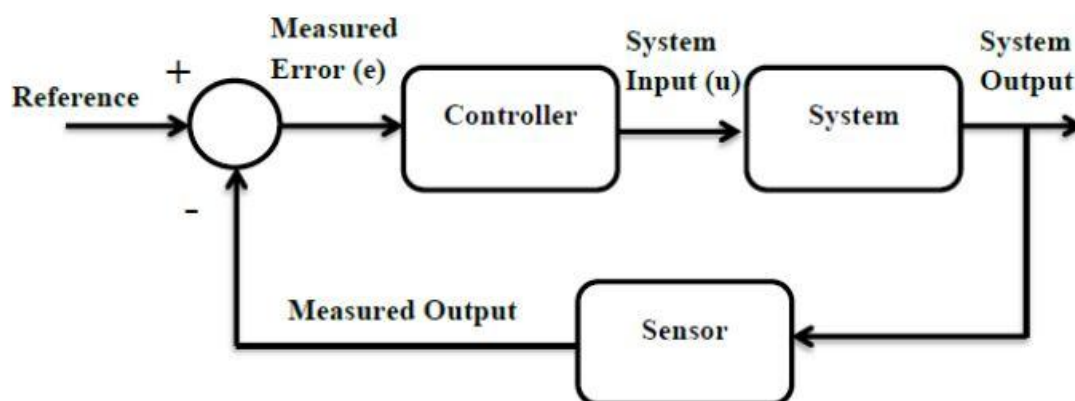 Measured
Error (e)
System
Input (u)
System
Output
+
Reference
Controller
System
-
Measured Output
Sensor